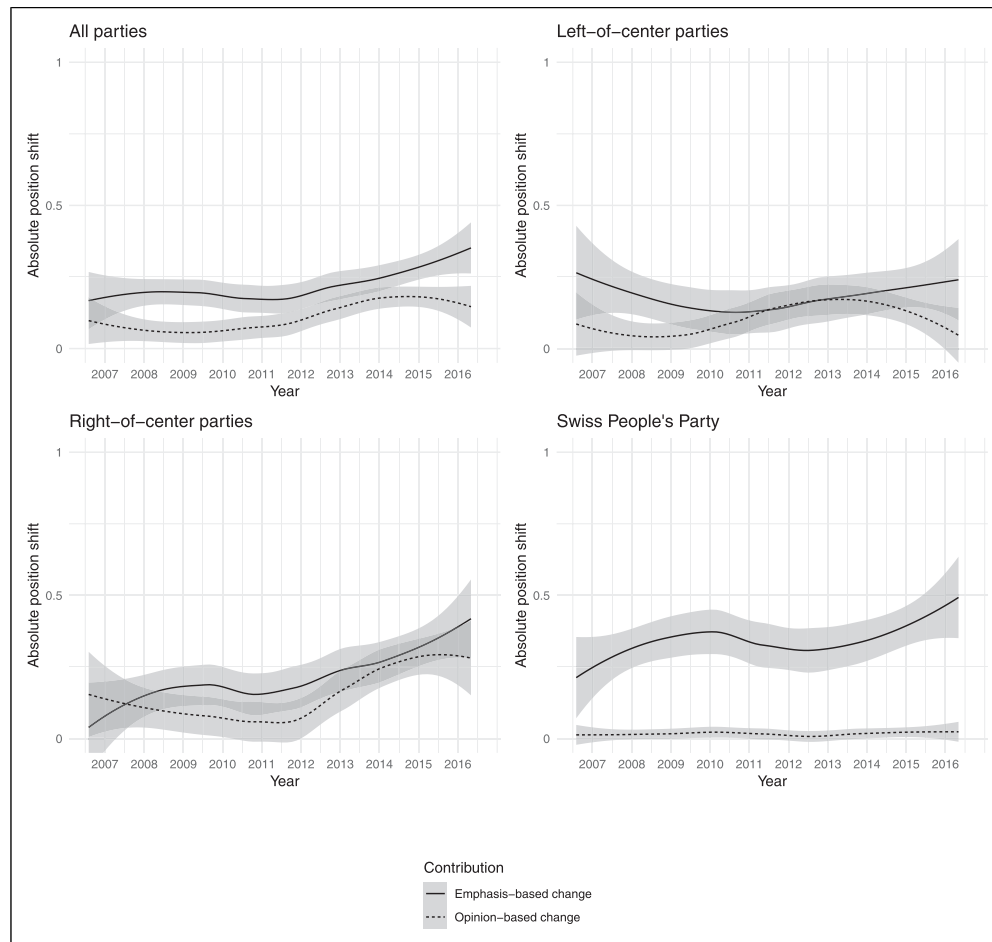 All parties
Absolute position shift
1
0.5
0
2007 2008 2009 2010 2011 2012 2013 2014 2015 2016
Year
Left−of−center parties
Absolute position shift
1
0.5
0
2007 2008 2009 2010 2011 2012 2013 2014 2015 2016
Year
Right−of−center parties
Absolute position shift
1
0.5
0
2007 2008 2009 2010 2011 2012 2013 2014 2015 2016
Year
Swiss People's Party
Absolute position shift
1
0.5
0
2007 2008 2009 2010 2011 2012 2013 2014 2015 2016
Year
Contribution
Emphasis−based change
Opinion−based change